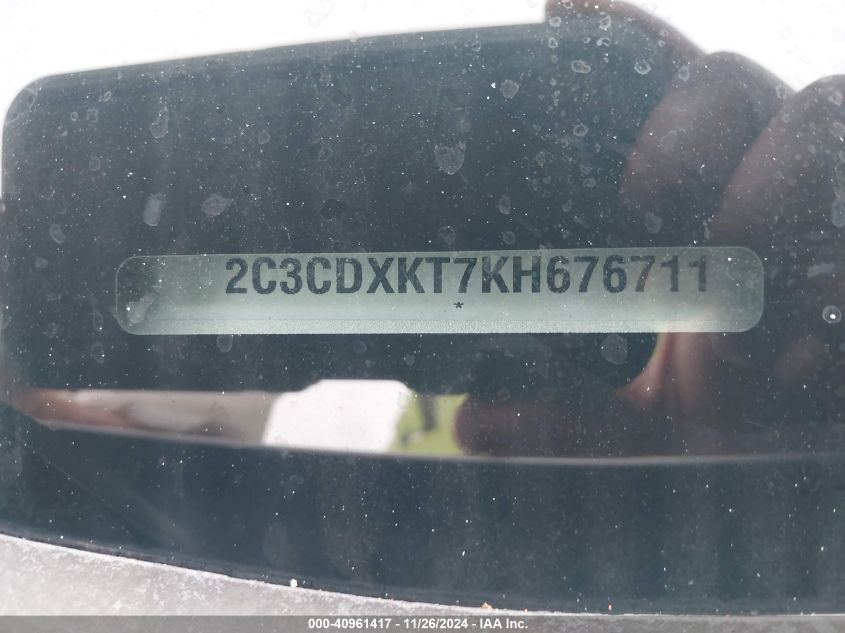 2C3CDXKT7KH676711
*
000-40961417 - 11/26/2024 - IAA Inc.